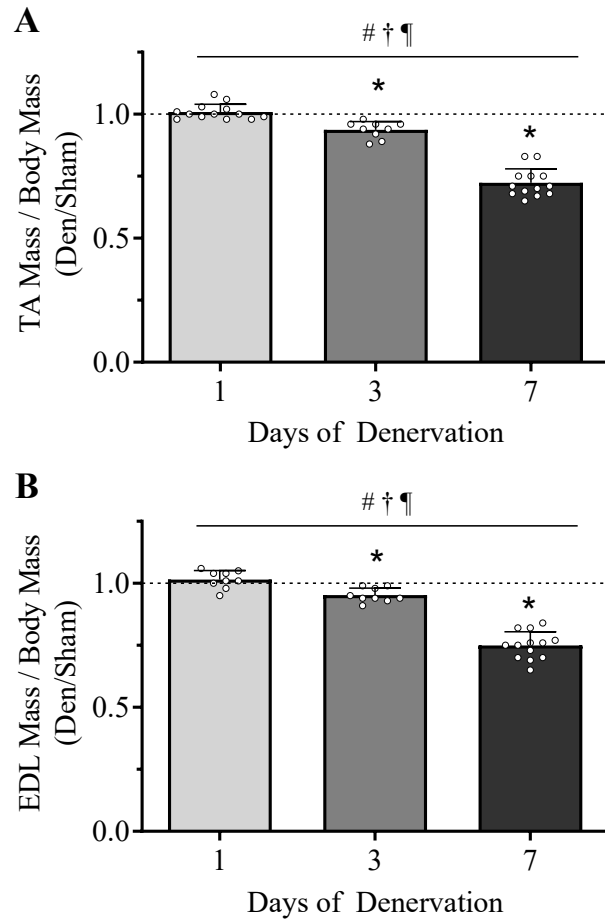 A
# † ¶
*
*
TA Mass / Body Mass
(Den/Sham)
1.0
0.5
0.0
1 3 7
Days of Denervation
B
# † ¶
*
*
EDL Mass / Body Mass
(Den/Sham)
1.0
0.5
0.0
1 3 7
Days of Denervation